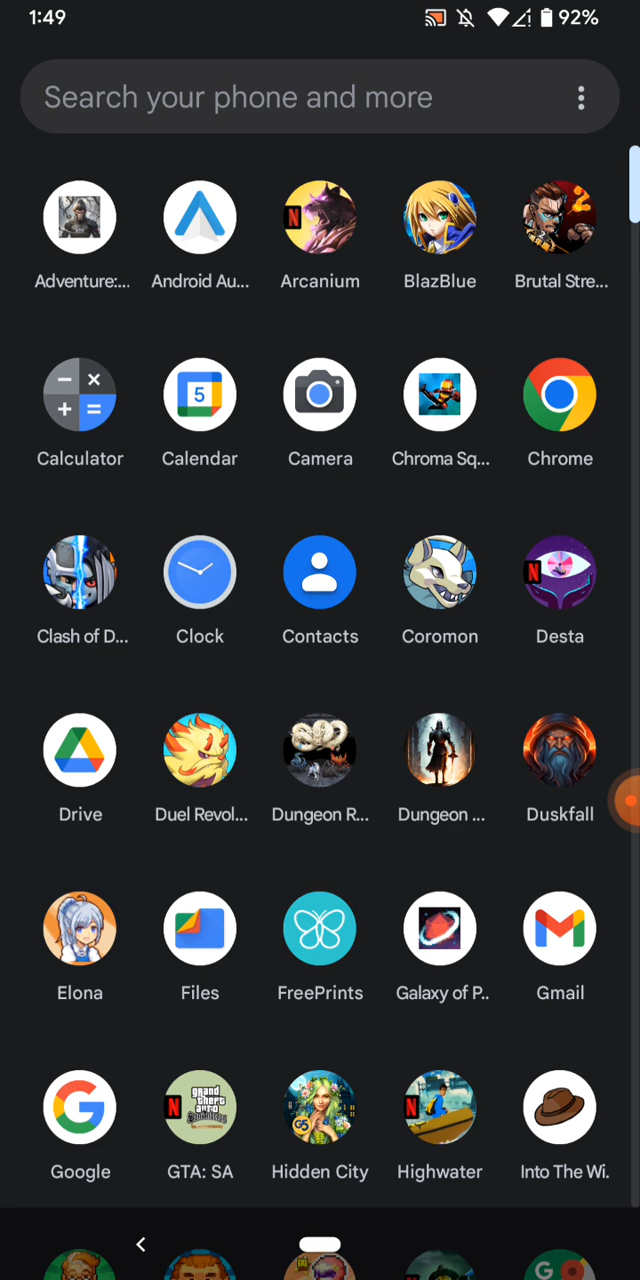 1:49
92%
Search your phone and more
Adventure:...
Android Au...
Arcanium
BlazBlue
Brutal Stre...
Calculator
Calendar
Camera
Chroma Sq...
Chrome
Clash of D...
Clock
Contacts
Coromon
Desta
Drive
Duel Revol...
Dungeon R...
Dungeon ...
Duskfall
Elona
Files
FreePrints
Galaxy of P..
Gmail
Google
GTA: SA
Hidden City
Highwater
Into The Wi.